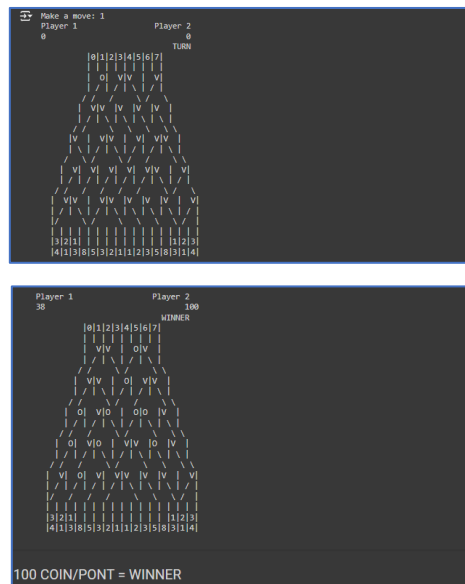 Make a move: 1
Player 1 Player 2
0 0
TURN
|0|1|2|3|4|5|6|7|
| | | | | | | | |
| O| V|V | V|
| / | / | \ | / |
/ / / \ / \
| V|V |V |V |V |
| / | \ | \ | \ | \ |
/ / \ \ \ \ \
|V | V|V | V| V|V |
| \ | / | \ | / | / | \ |
/ \ / \ / / \ \
| V| V| V| V|V | V|
| / | / | / | / | / | \ | / |
/ / / / / / \ / \
| V|V |V |V |V |V | V|
| / | \ | \ | \ | \ | \ | \ | / |
|/ \ \ \ \ \ / |
| | | | | | | | | | | | | | | |
|3|2|1| | | | | | | | | |1|2|3|
|4|1|3|8|5|3|2|1|1|2|3|5|8|3|1|4|
Player 1 Player 2
38 100
WINNER
|0|1|2|3|4|5|6|7|
| | | | | | | | |
| V|V | O|V |
| / | \ | / | \ |
/ / \ / \ \
| V|V | O| V|V |
| / | \ | / | / | \ |
/ / \ / / \ \
| O| V|O | O|O |V |
| / | / | \ | / | \ | \ |
/ / / \ / \ \ \
| O| V|O | V|V |O |V |
| / | / | \ | / | \ | \ | \ |
/ / / \ / \ \ \ \
| V| O| V| V|V |V |V | V|
| / | / | / | / | \ | \ | \ | / |
|/ / / / \ \ \ / |
| | | | | | | | | | | | | | | |
|3|2|1| | | | | | | | | |1|2|3|
|4|1|3|8|5|3|2|1|1|2|3|5|8|3|1|4|
100 COIN/PONT = WINNER